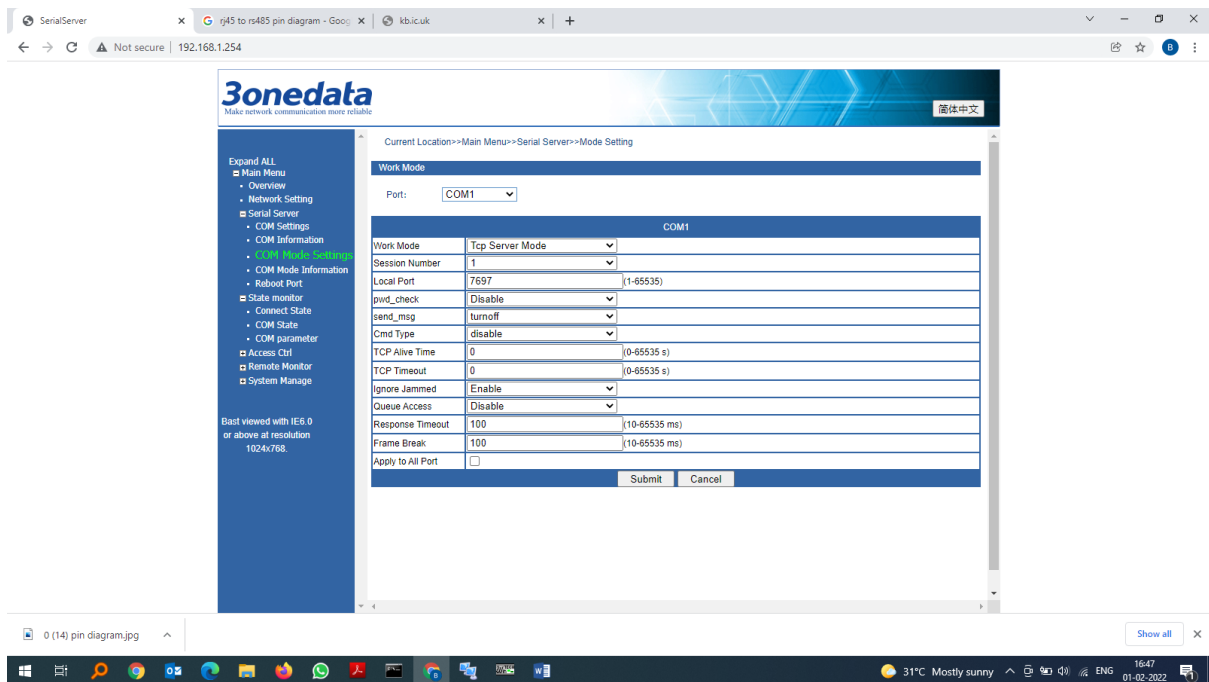 SerialServer
rj45 to rs485 pin diagram - Goog
kb.ic.uk
Not secure | 192.168.1.254
B
3onedata
Make network communication more reliable
简体中文
Expand ALL
Main Menu
Overview
Network Setting
Serial Server
COM Settings
COM Information
COM Mode Settings
COM Mode Information
Reboot Port
State monitor
Connect State
COM State
COM parameter
Access Ctrl
Remote Monitor
System Manage
Bast viewed with IE6.0
or above at resolution
1024x768.
Current Location>>Main Menu>>Serial Server>>Mode Setting
Work Mode
Port: COM1
COM1
Work Mode Tcp Server Mode
Session Number 1
Local Port 7697 (1-65535)
pwd_check Disable
send_msg turnoff
Cmd Type disable
TCP Alive Time 0 (0-65535 s)
TCP Timeout 0 (0-65535 s)
Ignore Jammed Enable
Queue Access Disable
Response Timeout 100 (10-65535 ms)
Frame Break 100 (10-65535 ms)
Apply to All Port
Submit Cancel
0 (14) pin diagram.jpg
Show all
31°C Mostly sunny
ENG
16:47
01-02-2022